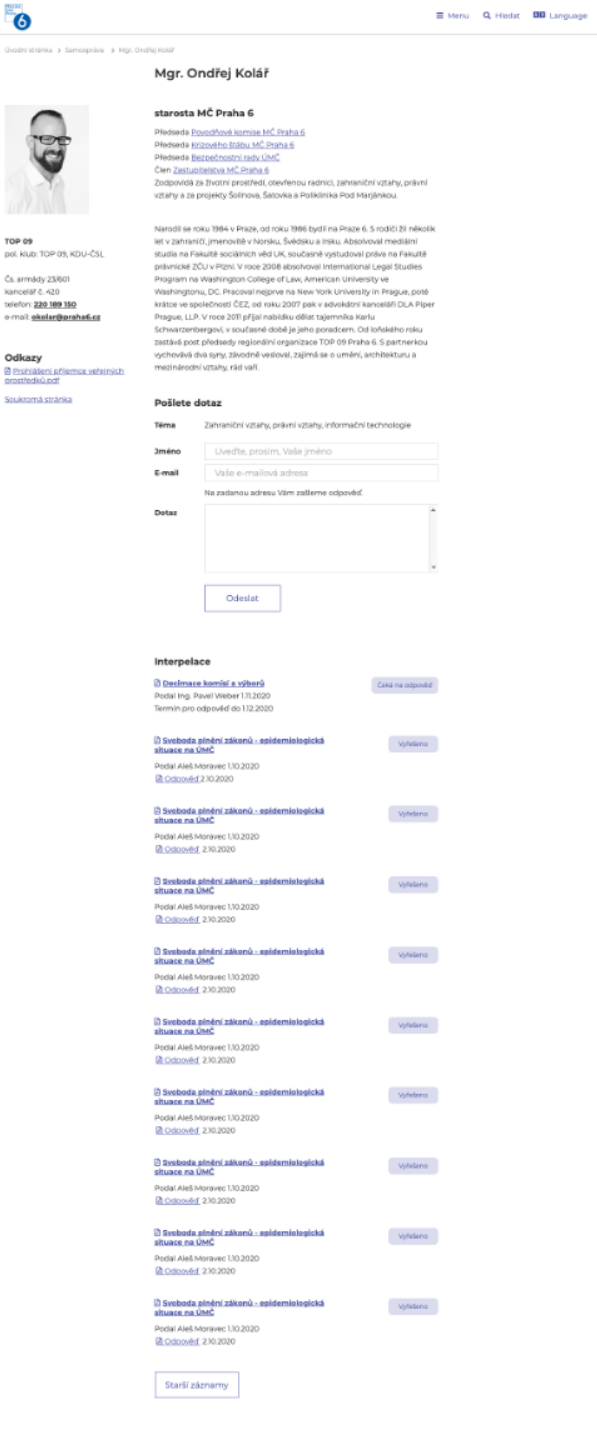 6
Menu
Hledat
Language
Úvodní stránka > Samospráva > Mgr. Ondřej Kolář
Mgr. Ondřej Kolář
starosta MČ Praha 6
Předseda Povodňové komise MČ Praha 6
Předseda Krizového štábu MČ Praha 6
Předseda Bezpečnostní rady ÚMČ
Člen Zastupitelstva MČ Praha 6
Zodpovídá za životní prostředí, otevřenou radnici, zahraniční vztahy, právní
vztahy a za projekty Šolínova, Šatovka a Poliklinika Pod Marjánkou.
TOP 09
pol. klub: TOP 09, KDU-ČSL
Čs. armády 23/601
kancelář č. 420
telefon: 220 189 150
e-mail: okolar@praha6.cz
Odkazy
Prohlášení příjemce veřejných
prostředků.pdf
Soukromá stránka
Narodil se roku 1984 v Praze, od roku 1986 bydlí na Praze 6. S rodiči žil několik
let v zahraničí, jmenovitě v Norsku, Švédsku a Irsku. Absolvoval mediální
studia na Fakultě sociálních věd UK, současně vystudoval práva na Fakultě
právnické ZČU v Plzni. V roce 2008 absolvoval International Legal Studies
Program na Washington College of Law, American University ve
Washingtonu, DC. Pracoval nejprve na New York University in Prague, poté
krátce ve společnosti ČEZ, od roku 2007 pak v advokátní kanceláři DLA Piper
Prague, LLP. V roce 2011 přijal nabídku dělat tajemníka Karlu
Schwarzenbergovi, v současné době je jeho poradcem. Od loňského roku
zastává post předsedy regionální organizace TOP 09 Praha 6. S partnerkou
vychovává dva syny, závodně vesloval, zajímá se o umění, architekturu a
mezinárodní vztahy, rád vaří.
Pošlete dotaz
Téma Zahraniční vztahy, právní vztahy, informační technologie
Jméno Uveďte, prosím, Vaše jméno
E-mail Vaše e-mailová adresa
Na zadanou adresu Vám zašleme odpověď.
Dotaz
Odeslat
Interpelace
Decimace komisí a výborů Čeká na odpověď
Podal Ing. Pavel Weber 1.11.2020
Termín pro odpověď do 1.12.2020
Svoboda plnění zákonů - epidemiologická
situace na ÚMČ
Vyřešeno
Podal Aleš Moravec 1.10.2020
Odpověď 2.10.2020
Svoboda plnění zákonů - epidemiologická
situace na ÚMČ
Vyřešeno
Podal Aleš Moravec 1.10.2020
Odpověď 2.10.2020
Svoboda plnění zákonů - epidemiologická
situace na ÚMČ
Vyřešeno
Podal Aleš Moravec 1.10.2020
Odpověď 2.10.2020
Svoboda plnění zákonů - epidemiologická
situace na ÚMČ
Vyřešeno
Podal Aleš Moravec 1.10.2020
Odpověď 2.10.2020
Svoboda plnění zákonů - epidemiologická
situace na ÚMČ
Vyřešeno
Podal Aleš Moravec 1.10.2020
Odpověď 2.10.2020
Svoboda plnění zákonů - epidemiologická
situace na ÚMČ
Vyřešeno
Podal Aleš Moravec 1.10.2020
Odpověď 2.10.2020
Svoboda plnění zákonů - epidemiologická
situace na ÚMČ
Vyřešeno
Podal Aleš Moravec 1.10.2020
Odpověď 2.10.2020
Svoboda plnění zákonů - epidemiologická
situace na ÚMČ
Vyřešeno
Podal Aleš Moravec 1.10.2020
Odpověď 2.10.2020
Svoboda plnění zákonů - epidemiologická
situace na ÚMČ
Vyřešeno
Podal Aleš Moravec 1.10.2020
Odpověď 2.10.2020
Starší záznamy